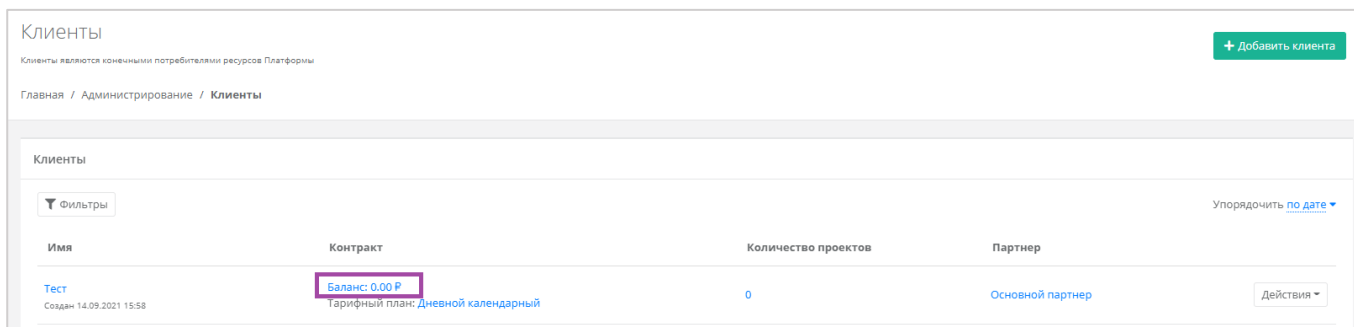 Клиенты
+ Добавить клиента
Клиенты являются конечными потребителями ресурсов Платформы
Главная / Администрирование / Клиенты
Клиенты
Фильтры
Упорядочить по дате
Имя Контракт Количество проектов Партнер
Тест Баланс: 0.00 ₽ 0 Основной партнер Действия
Создан 14.09.2021 15:58 Тарифный план: Дневной календарный